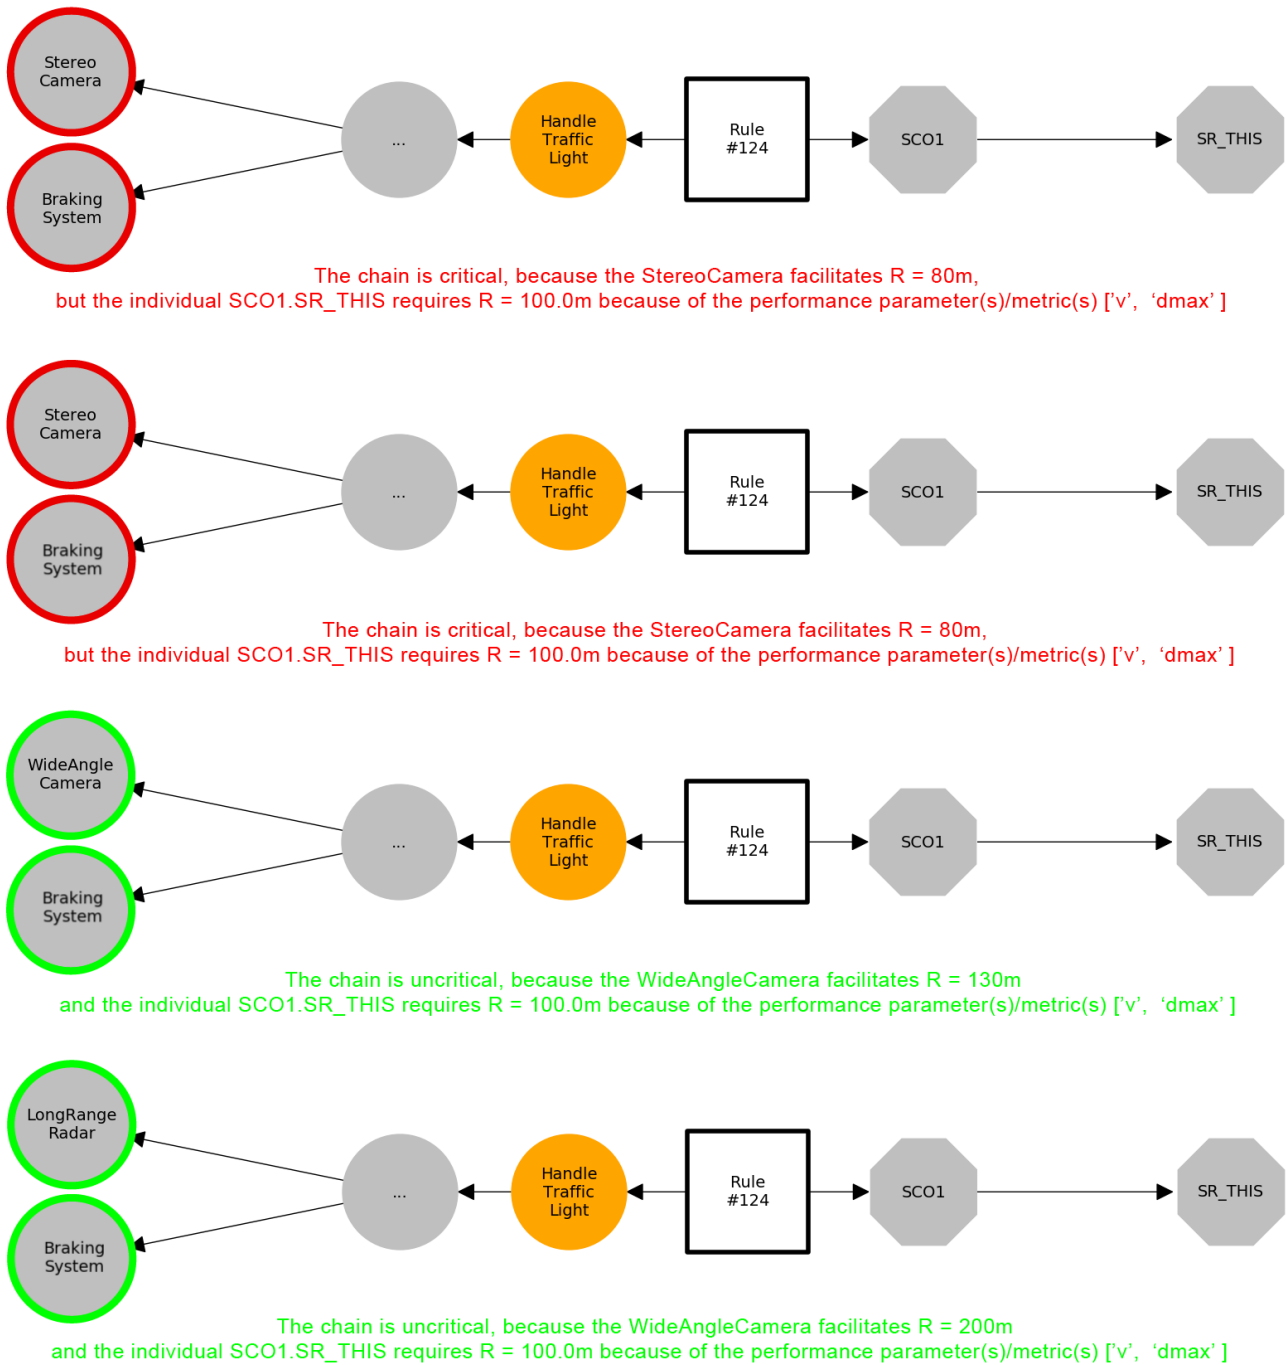 Stereo
Camera
Braking
System
...
Handle
Traffic
Light
Rule
#124
SCO1
SR_THIS
The chain is critical, because the StereoCamera facilitates R = 80m,
but the individual SCO1.SR_THIS requires R = 100.0m because of the performance parameter(s)/metric(s) ['v', ‘dmax’ ]
Stereo
Camera
Braking
System
...
Handle
Traffic
Light
Rule
#124
SCO1
SR_THIS
The chain is critical, because the StereoCamera facilitates R = 80m,
but the individual SCO1.SR_THIS requires R = 100.0m because of the performance parameter(s)/metric(s) ['v', ‘dmax’ ]
WideAngle
Camera
Braking
System
...
Handle
Traffic
Light
Rule
#124
SCO1
SR_THIS
The chain is uncritical, because the WideAngleCamera facilitates R = 130m
and the individual SCO1.SR_THIS requires R = 100.0m because of the performance parameter(s)/metric(s) ['v', ‘dmax’ ]
LongRange
Radar
Braking
System
...
Handle
Traffic
Light
Rule
#124
SCO1
SR_THIS
The chain is uncritical, because the WideAngleCamera facilitates R = 200m
and the individual SCO1.SR_THIS requires R = 100.0m because of the performance parameter(s)/metric(s) ['v', ‘dmax’ ]